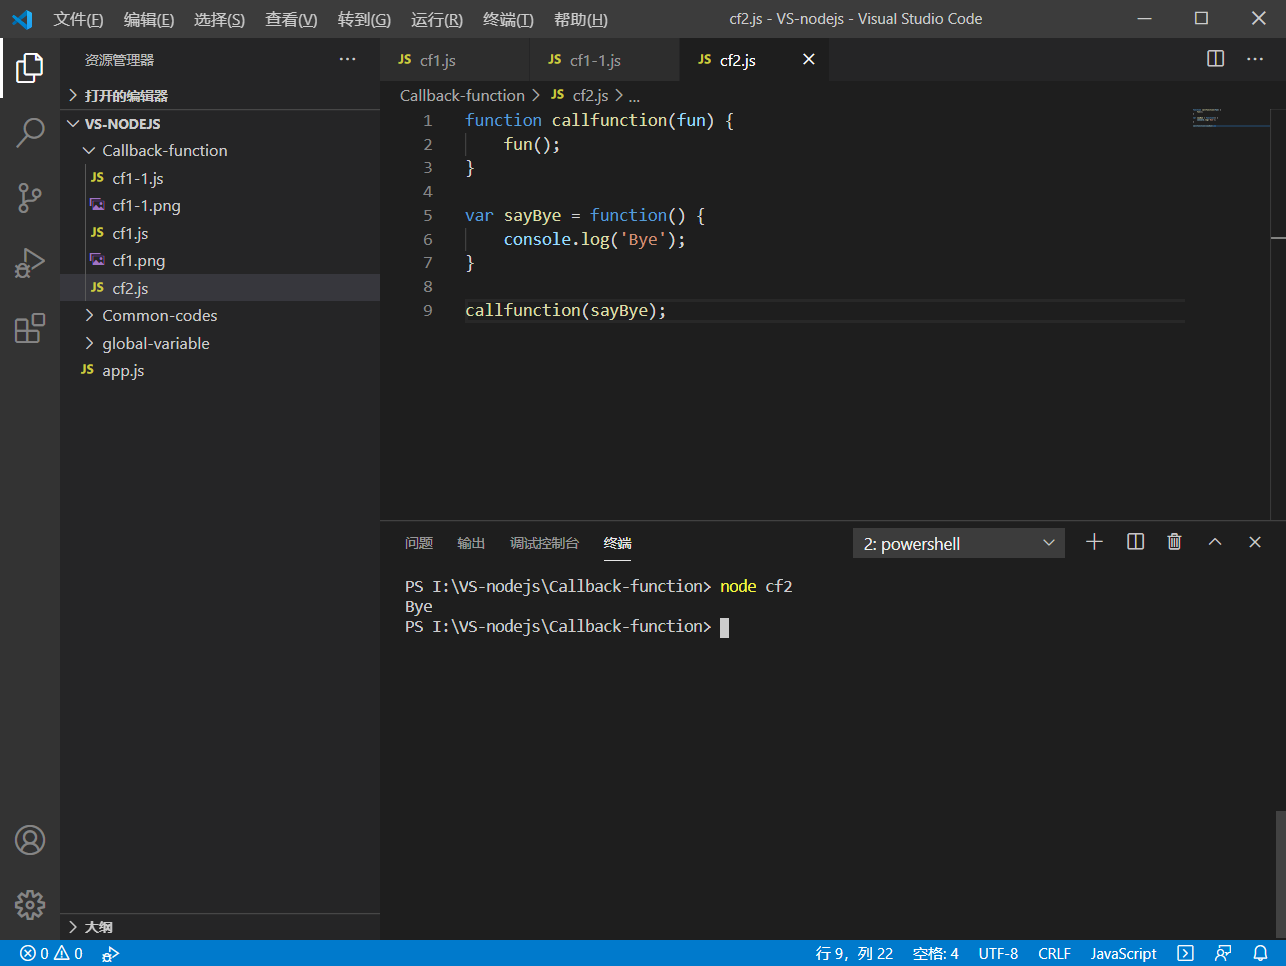 文件(F) 编辑(E) 选择(S) 查看(V) 转到(G) 运行(R) 终端(T) 帮助(H) cf2.js - VS-nodejs - Visual Studio Code
资源管理器 ···
打开的编辑器
VS-NODEJS
Callback-function
JS cf1-1.js
cf1-1.png
JS cf1.js
cf1.png
JS cf2.js
Common-codes
global-variable
JS app.js
大纲
JS cf1.js JS cf1-1.js JS cf2.js
Callback-function > JS cf2.js > ...
1 function callfunction(fun) {
2 fun();
3 }
4
5 var sayBye = function() {
6 console.log('Bye');
7 }
8
9 callfunction(sayBye);
问题 输出 调试控制台 终端 2: powershell
PS I:\VS-nodejs\Callback-function> node cf2
Bye
PS I:\VS-nodejs\Callback-function>
0 0 行 9，列 22 空格: 4 UTF-8 CRLF JavaScript